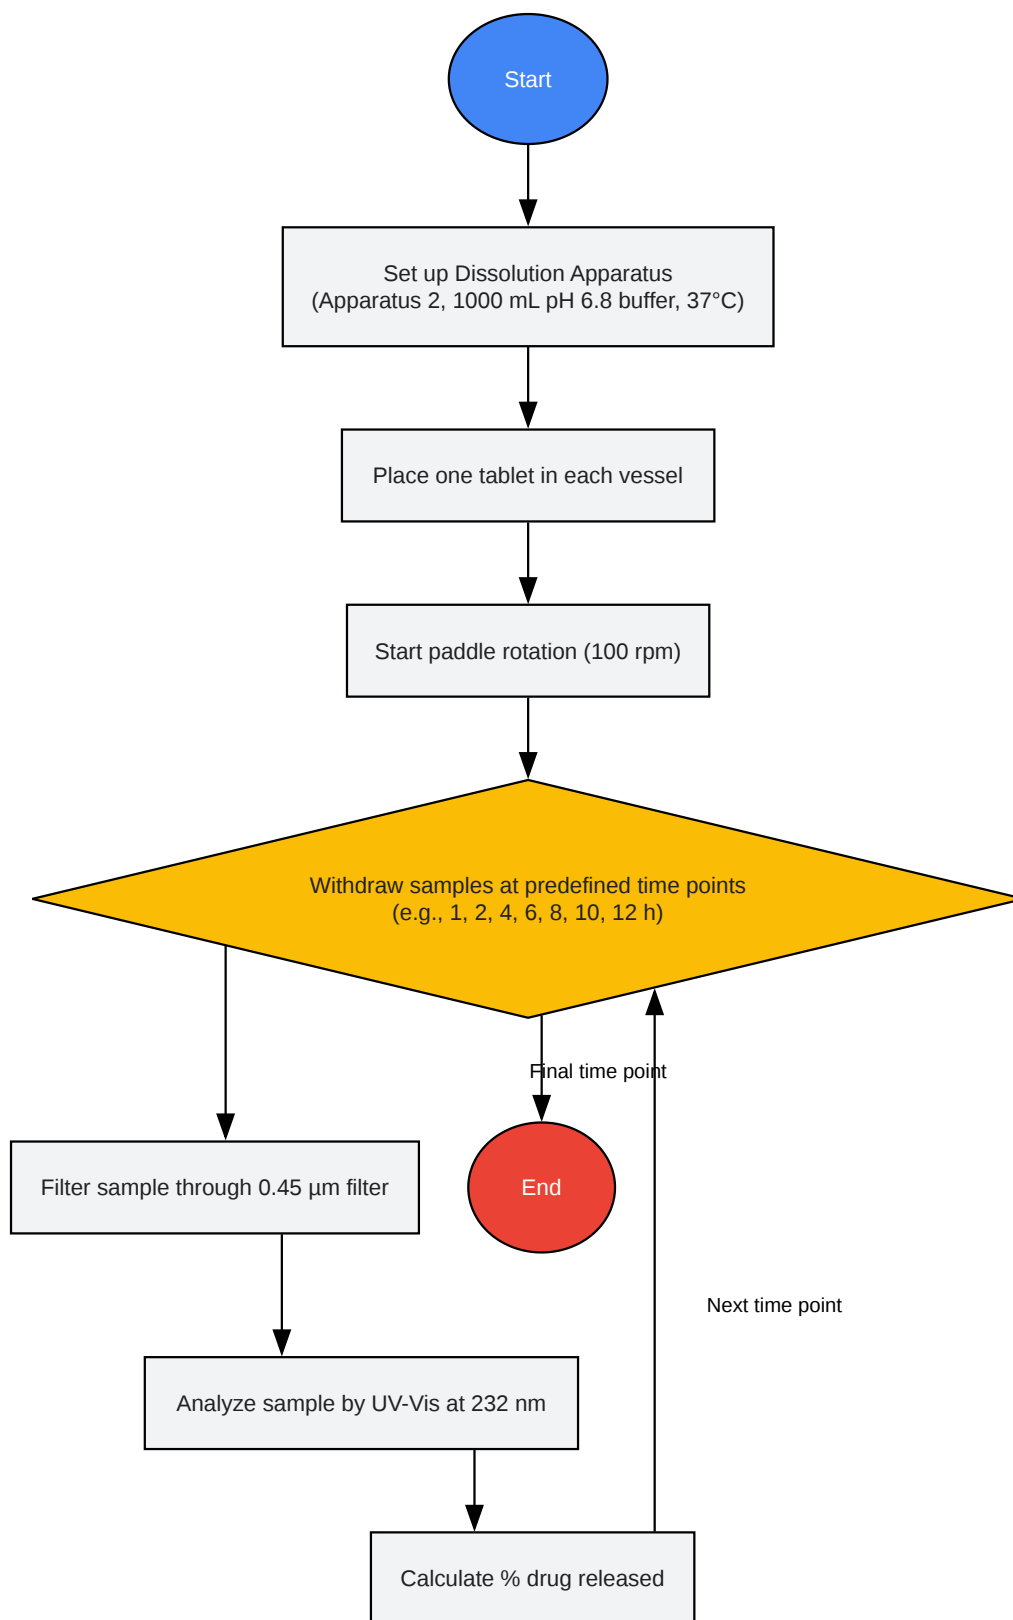 Start
Set up Dissolution Apparatus
(Apparatus 2, 1000 mL pH 6.8 buffer, 37°C)
Place one tablet in each vessel
Start paddle rotation (100 rpm)
Withdraw samples at predefined time points
(e.g., 1, 2, 4, 6, 8, 10, 12 h)
Final time point
Filter sample through 0.45 µm filter
End
Next time point
Analyze sample by UV-Vis at 232 nm
Calculate % drug released